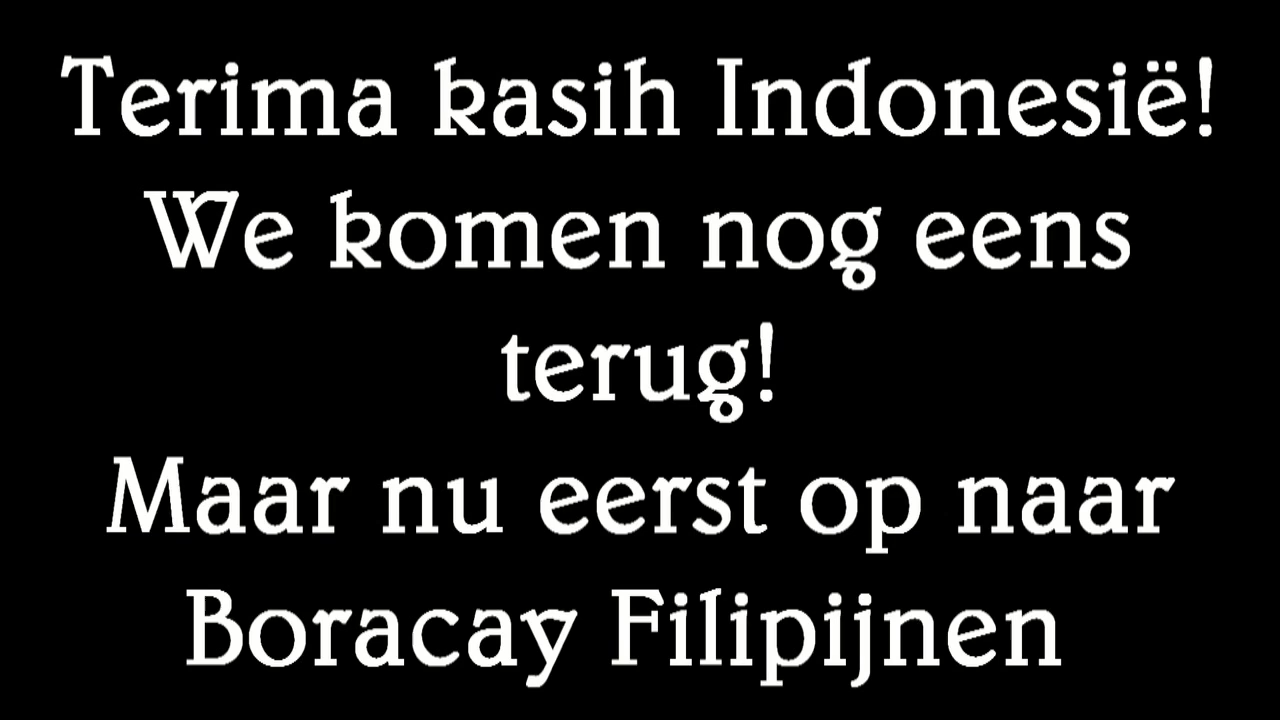 Terima kasih Indonesië!
We komen nog eens
terug!
Maar nu eerst op naar
Boracay Filipijnen